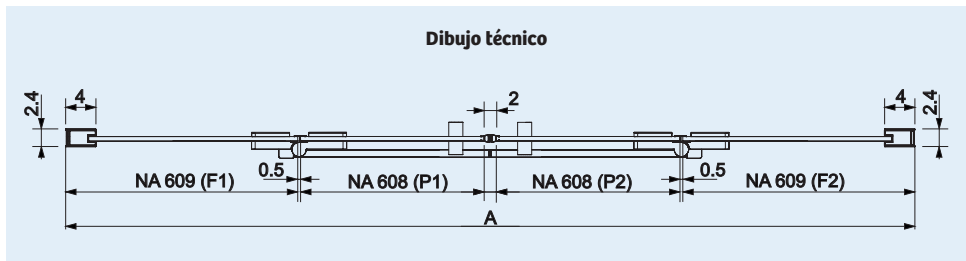 Dibujo técnico
4
2.4
2
4
2.4
0.5
0.5
NA 609 (F1)
NA 608 (P1)
NA 608 (P2)
NA 609 (F2)
A